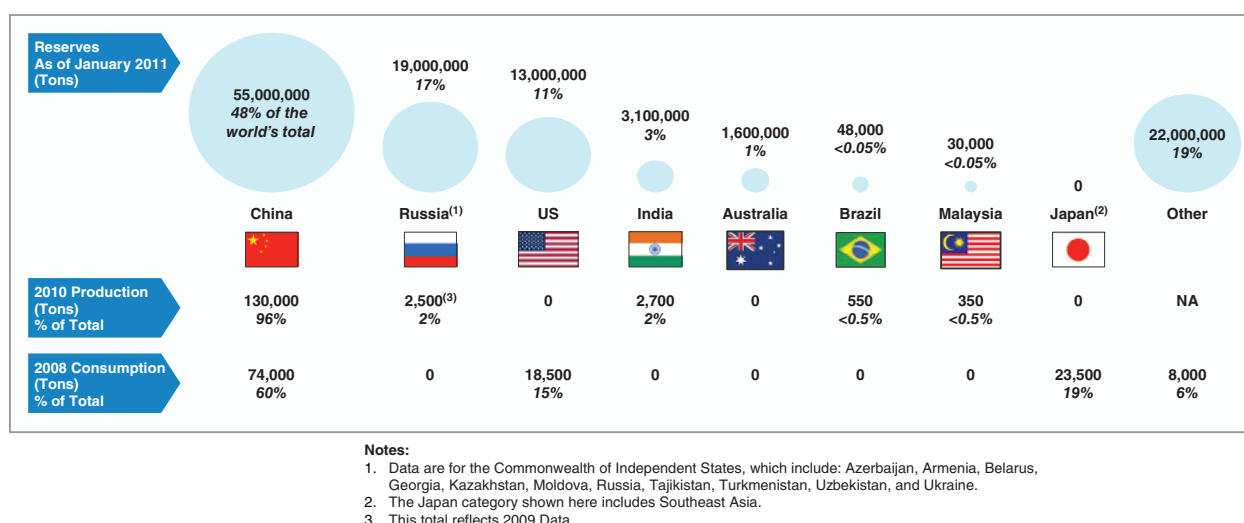 Reserves
As of January 2011
(Tons)
55,000,000
48% of the
world's total
19,000,000
17%
13,000,000
11%
3,100,000
3%
1,600,000
1%
48,000
<0.05%
30,000
<0.05%
0
22,000,000
19%
China
Russia(1)
US
India
Australia
Brazil
Malaysia
Japan(2)
Other
2010 Production
(Tons)
% of Total
130,000
96%
2,500(3)
2%
0
2,700
2%
0
550
<0.5%
350
<0.5%
0
NA
2008 Consumption
(Tons)
% of Total
74,000
60%
0
18,500
15%
0
0
0
0
23,500
19%
8,000
6%
Notes:
1. Data are for the Commonwealth of Independent States, which include: Azerbaijan, Armenia, Belarus,
Georgia, Kazakhstan, Moldova, Russia, Tajikistan, Turkmenistan, Uzbekistan, and Ukraine.
2. The Japan category shown here includes Southeast Asia.
3. This total reflects 2009 Data